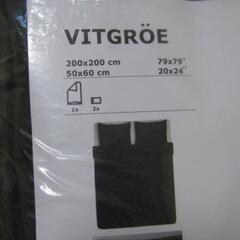 VITGRÖE
200x200 cm 79x79"
50x60 cm 20x24"
1x 2x